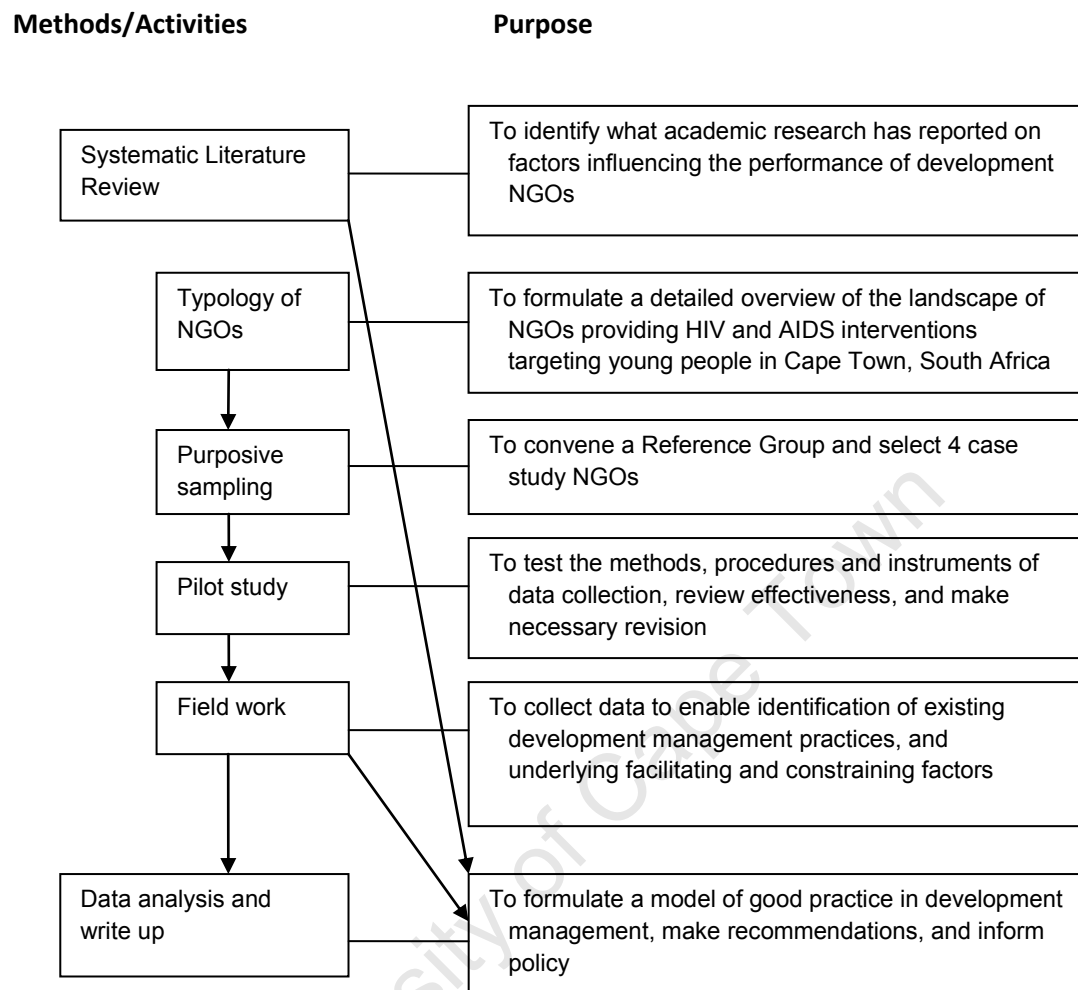 Methods/Activities Purpose
Systematic Literature
Review
To identify what academic research has reported on
factors influencing the performance of development
NGOs
Typology of
NGOs
To formulate a detailed overview of the landscape of
NGOs providing HIV and AIDS interventions
targeting young people in Cape Town, South Africa
Purposive
sampling
To convene a Reference Group and select 4 case
study NGOs
Pilot study
To test the methods, procedures and instruments of
data collection, review effectiveness, and make
necessary revision
Field work
To collect data to enable identification of existing
development management practices, and
underlying facilitating and constraining factors
Data analysis and
write up
To formulate a model of good practice in development
management, make recommendations, and inform
policy
sity of Cape Town